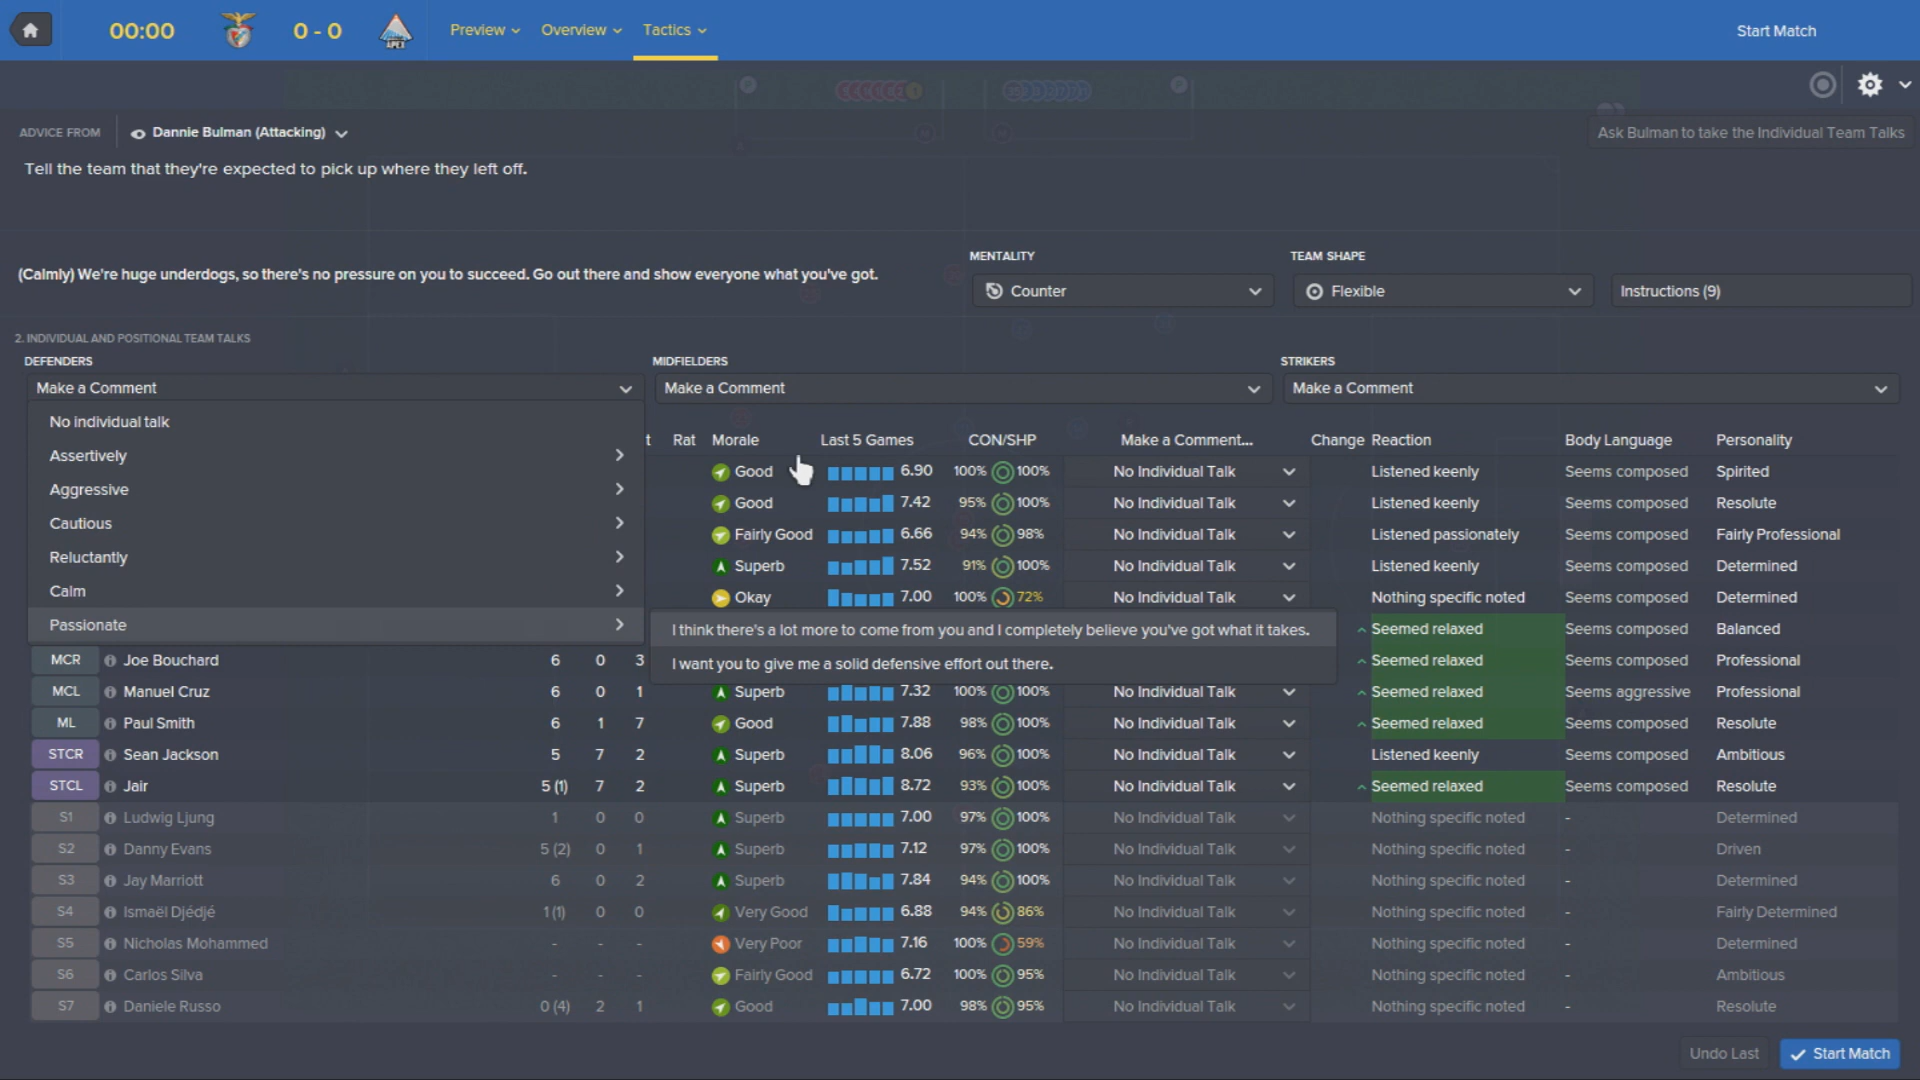 00:00
0 - 0
APEX
Preview
Overview
Tactics
Start Match
ADVICE FROM
Dannie Bulman (Attacking)
Ask Bulman to take the Individual Team Talks
Tell the team that they're expected to pick up where they left off.
(Calmly) We're huge underdogs, so there's no pressure on you to succeed. Go out there and show everyone what you've got.
MENTALITY
Counter
TEAM SHAPE
Flexible
Instructions (9)
2. INDIVIDUAL AND POSITIONAL TEAM TALKS
DEFENDERS
MIDFIELDERS
STRIKERS
Make a Comment
Make a Comment
Make a Comment
No individual talk
Assertively
Aggressive
Cautious
Reluctantly
Calm
Passionate
I think there's a lot more to come from you and I completely believe you've got what it takes.
I want you to give me a solid defensive effort out there.
t Rat Morale Last 5 Games CON/SHP Make a Comment... Change Reaction Body Language Personality
Good 6.90 100% 100% No Individual Talk Listened keenly Seems composed Spirited
Good 7.42 95% 100% No Individual Talk Listened keenly Seems composed Resolute
Fairly Good 6.66 94% 98% No Individual Talk Listened passionately Seems composed Fairly Professional
Superb 7.52 91% 100% No Individual Talk Listened keenly Seems composed Determined
Okay 7.00 100% 72% No Individual Talk Nothing specific noted Seems composed Determined
Seemed relaxed Seems composed Balanced
MCR Joe Bouchard 6 0 3 Seemed relaxed Seems composed Professional
MCL Manuel Cruz 6 0 1 Superb 7.32 100% 100% No Individual Talk Seemed relaxed Seems aggressive Professional
ML Paul Smith 6 1 7 Good 7.88 98% 100% No Individual Talk Seemed relaxed Seems composed Resolute
STCR Sean Jackson 5 7 2 Superb 8.06 96% 100% No Individual Talk Listened keenly Seems composed Ambitious
STCL Jair 5 (1) 7 2 Superb 8.72 93% 100% No Individual Talk Seemed relaxed Seems composed Resolute
S1 Ludwig Ljung 1 0 0 Superb 7.00 97% 100% No Individual Talk Nothing specific noted - Determined
S2 Danny Evans 5 (2) 0 1 Superb 7.12 97% 100% No Individual Talk Nothing specific noted - Driven
S3 Jay Marriott 6 0 2 Superb 7.84 94% 100% No Individual Talk Nothing specific noted - Determined
S4 Ismaël Djédjé 1 (1) 0 0 Very Good 6.88 94% 86% No Individual Talk Nothing specific noted - Fairly Determined
S5 Nicholas Mohammed - - - Very Poor 7.16 100% 59% No Individual Talk Nothing specific noted - Determined
S6 Carlos Silva - - - Fairly Good 6.72 100% 95% No Individual Talk Nothing specific noted - Ambitious
S7 Daniele Russo 0 (4) 2 1 Good 7.00 98% 95% No Individual Talk Nothing specific noted - Resolute
Undo Last
Start Match